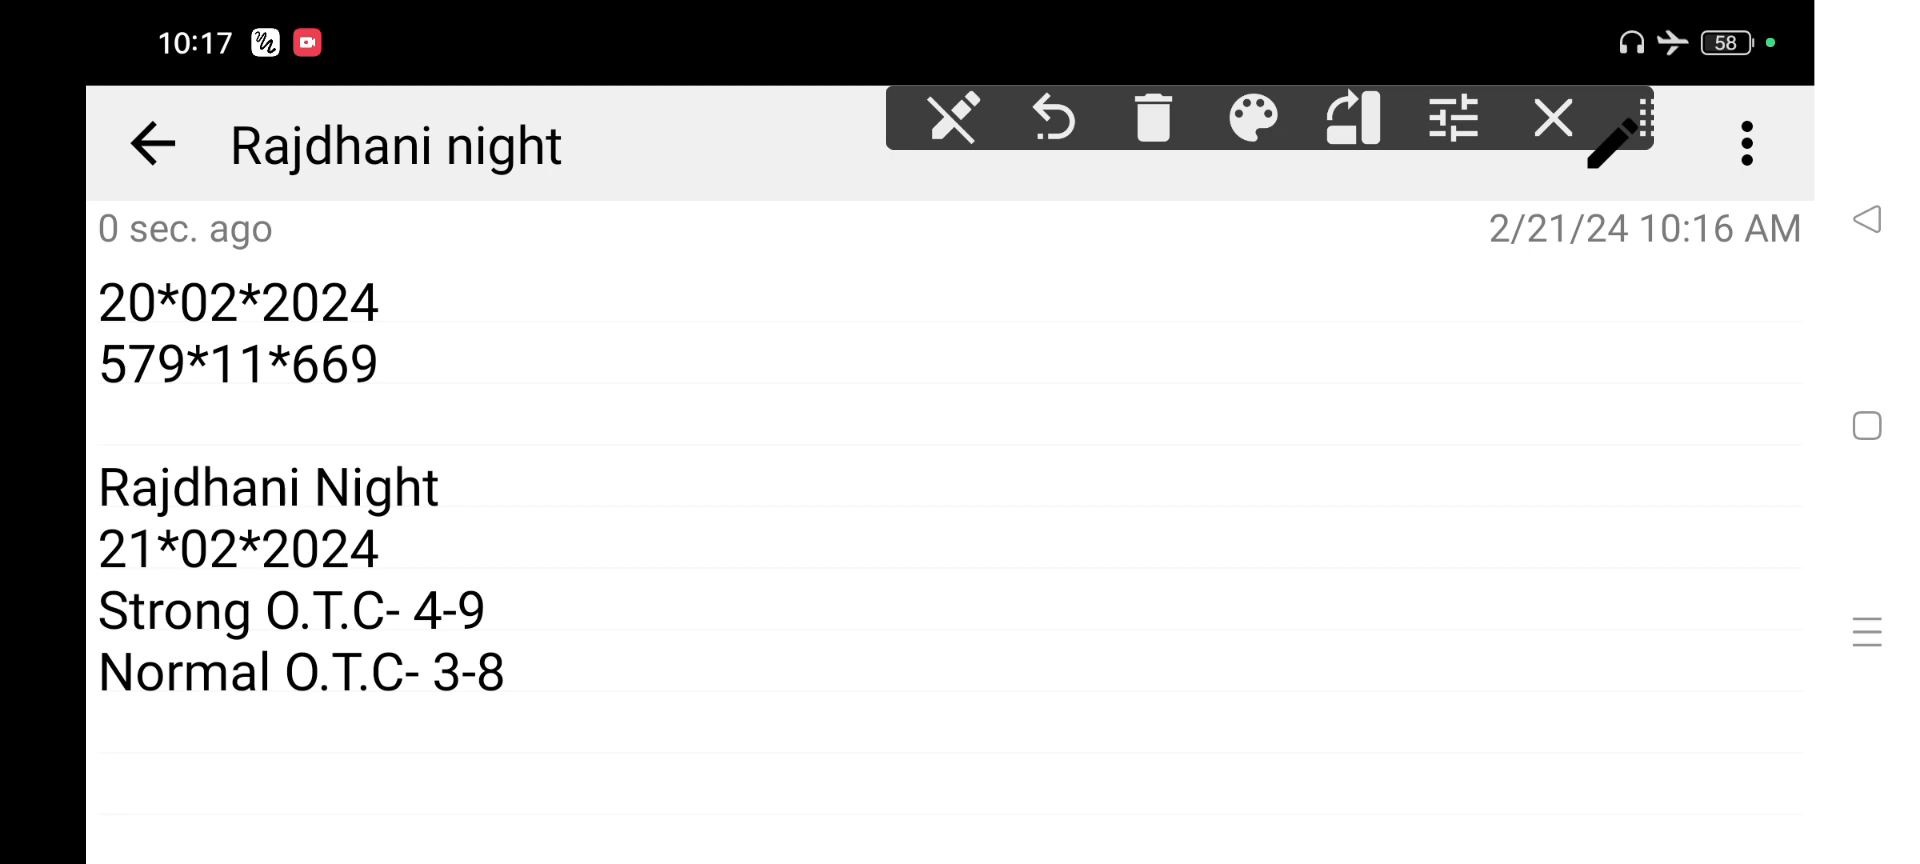 10:17
58
Rajdhani night
0 sec. ago
2/21/24 10:16 AM
20*02*2024
579*11*669
Rajdhani Night
21*02*2024
Strong O.T.C- 4-9
Normal O.T.C- 3-8